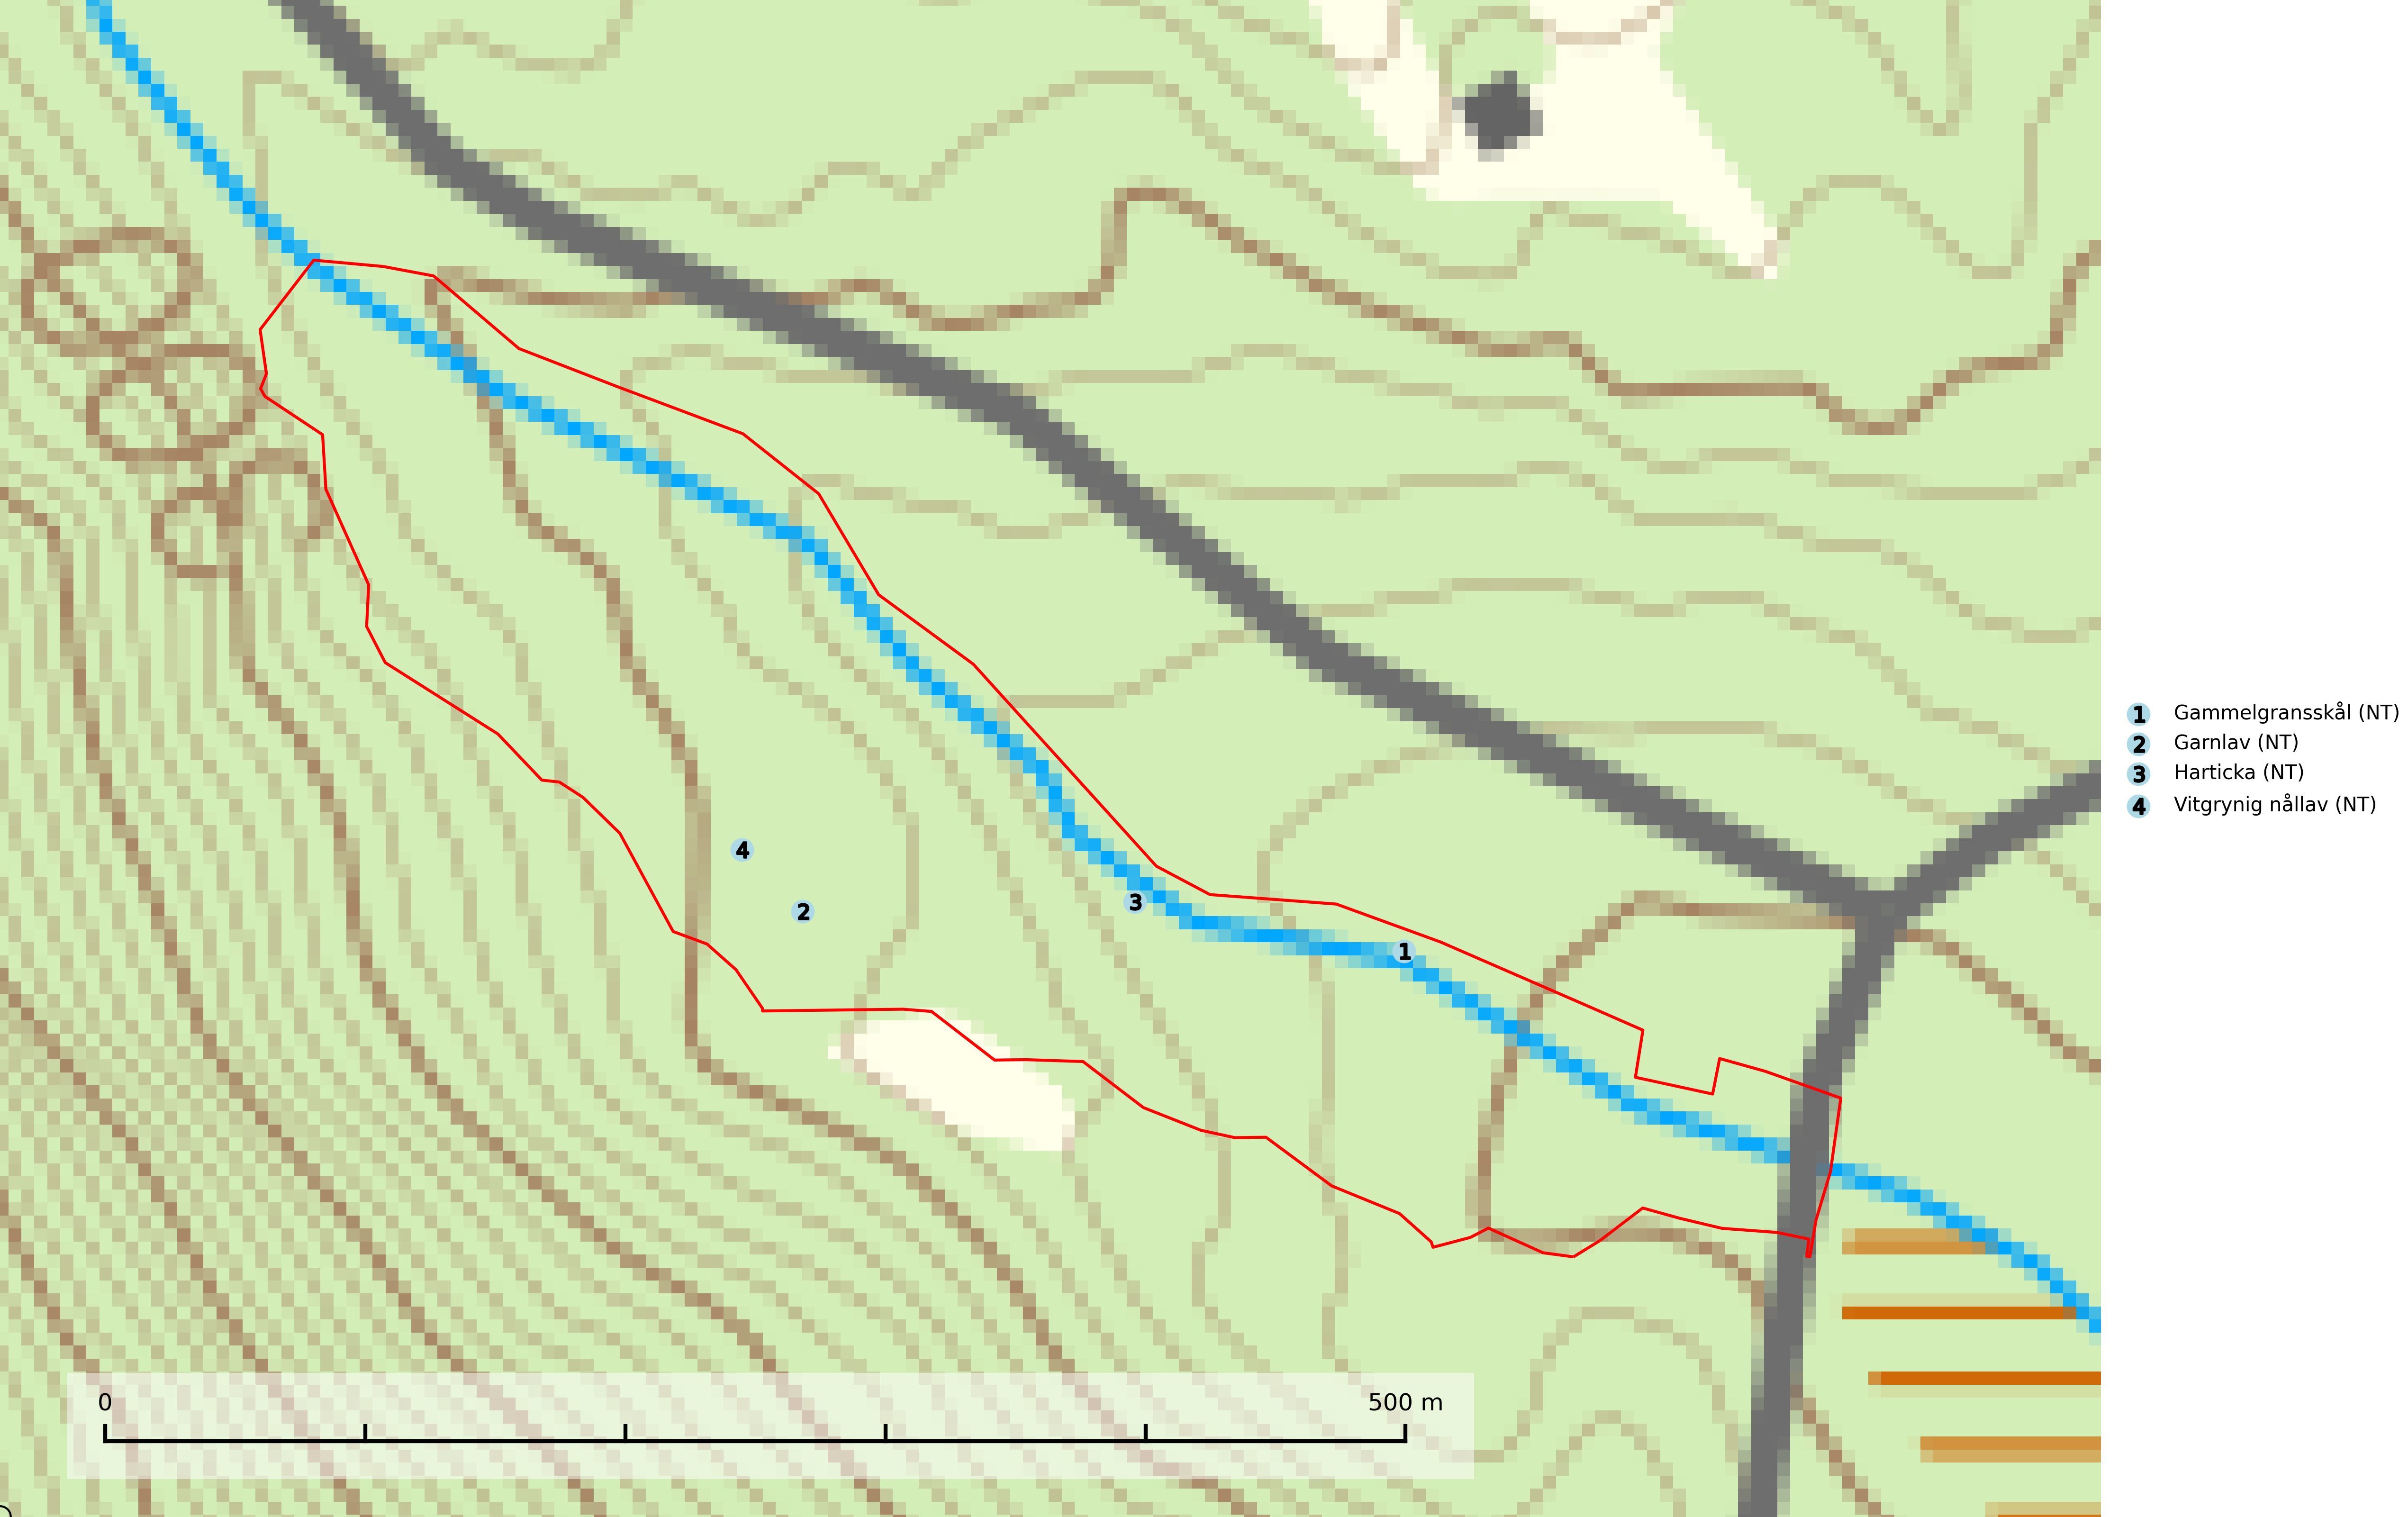 1 Gammelgransskål (NT)
2 Garnlav (NT)
3 Harticka (NT)
4 Vitgrynig nållav (NT)
4
2
3
1
0 500 m